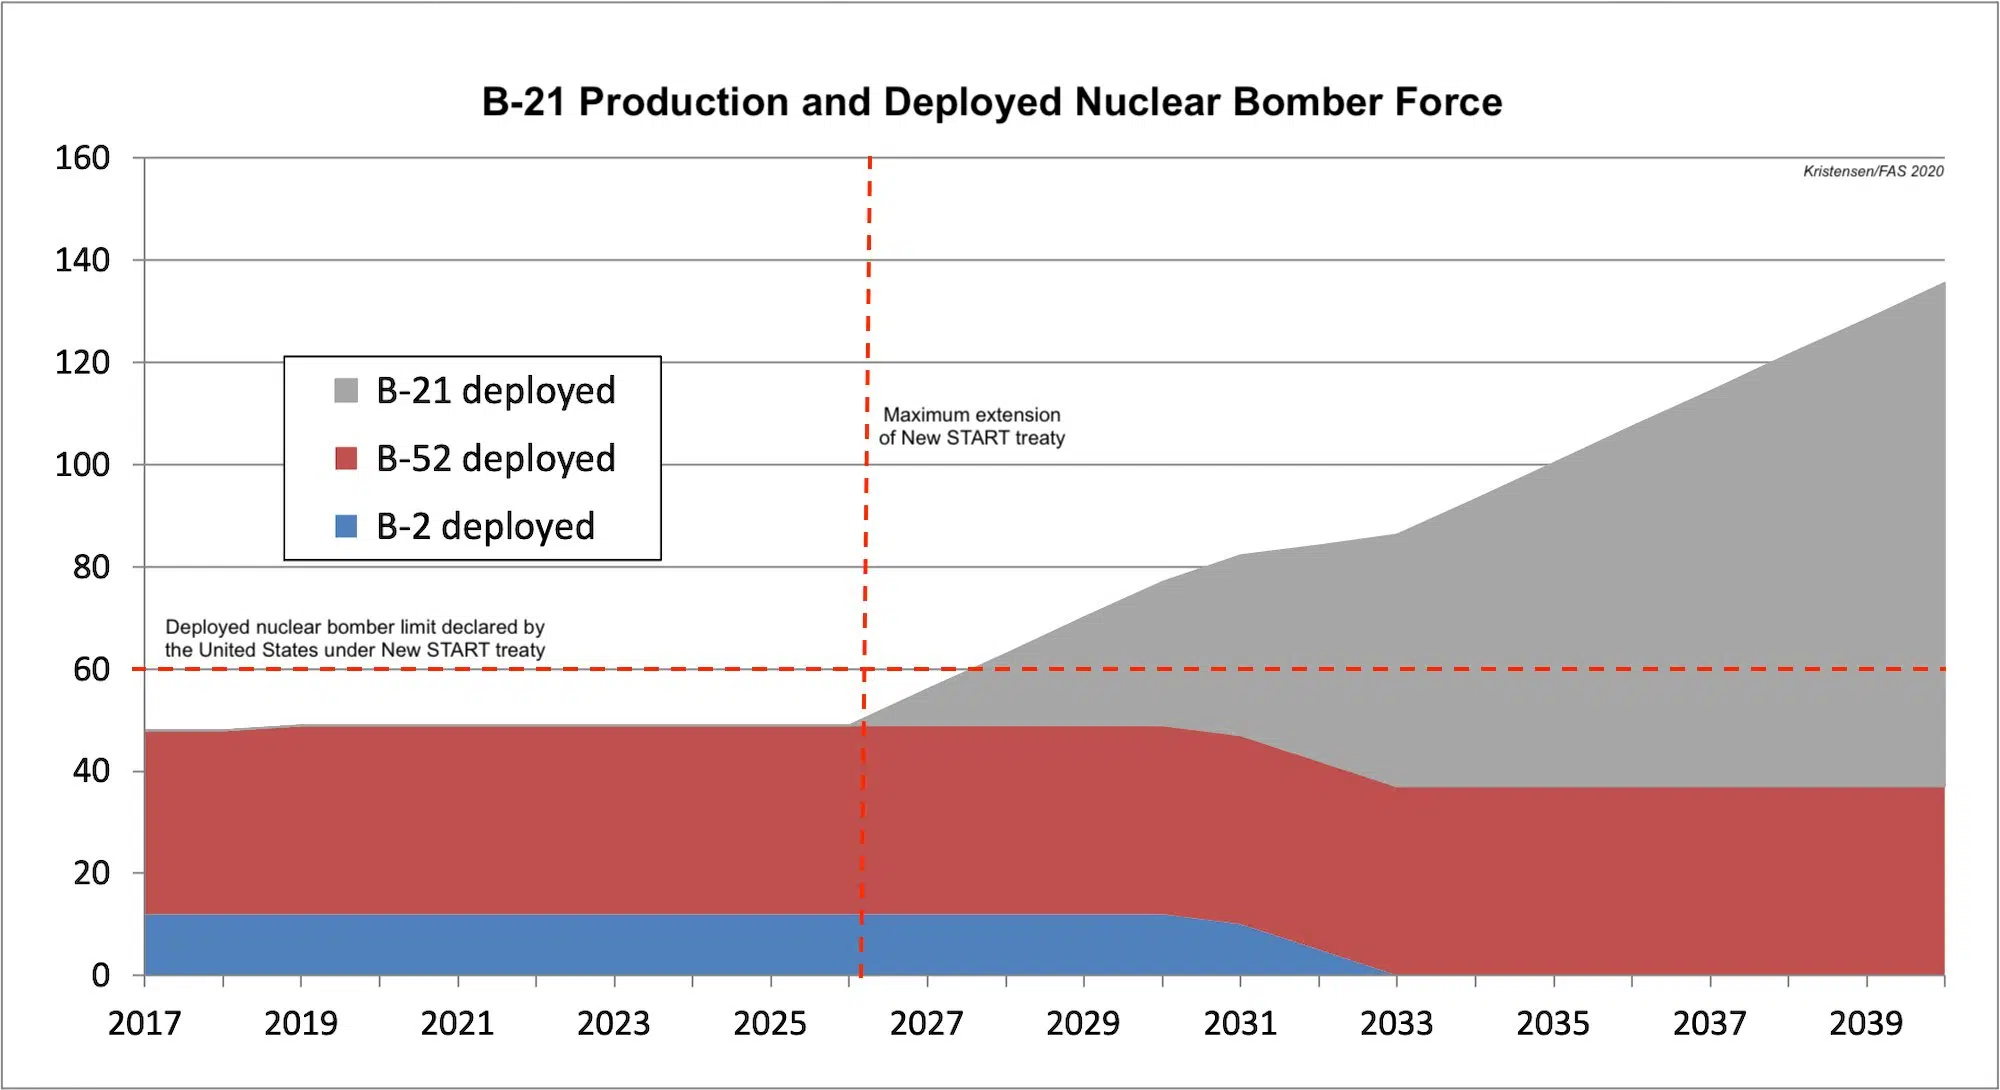 B-21 Production and Deployed Nuclear Bomber Force
160
Kristensen/FAS 2020
140
120
B-21 deployed
Maximum extension
of New START treaty
B-52 deployed
100
B-2 deployed
80
Deployed nuclear bomber limit declared by
the United States under New START treaty
60
40
20
0
2017 2019 2021 2023 2025 2027 2029 2031 2033 2035 2037 2039